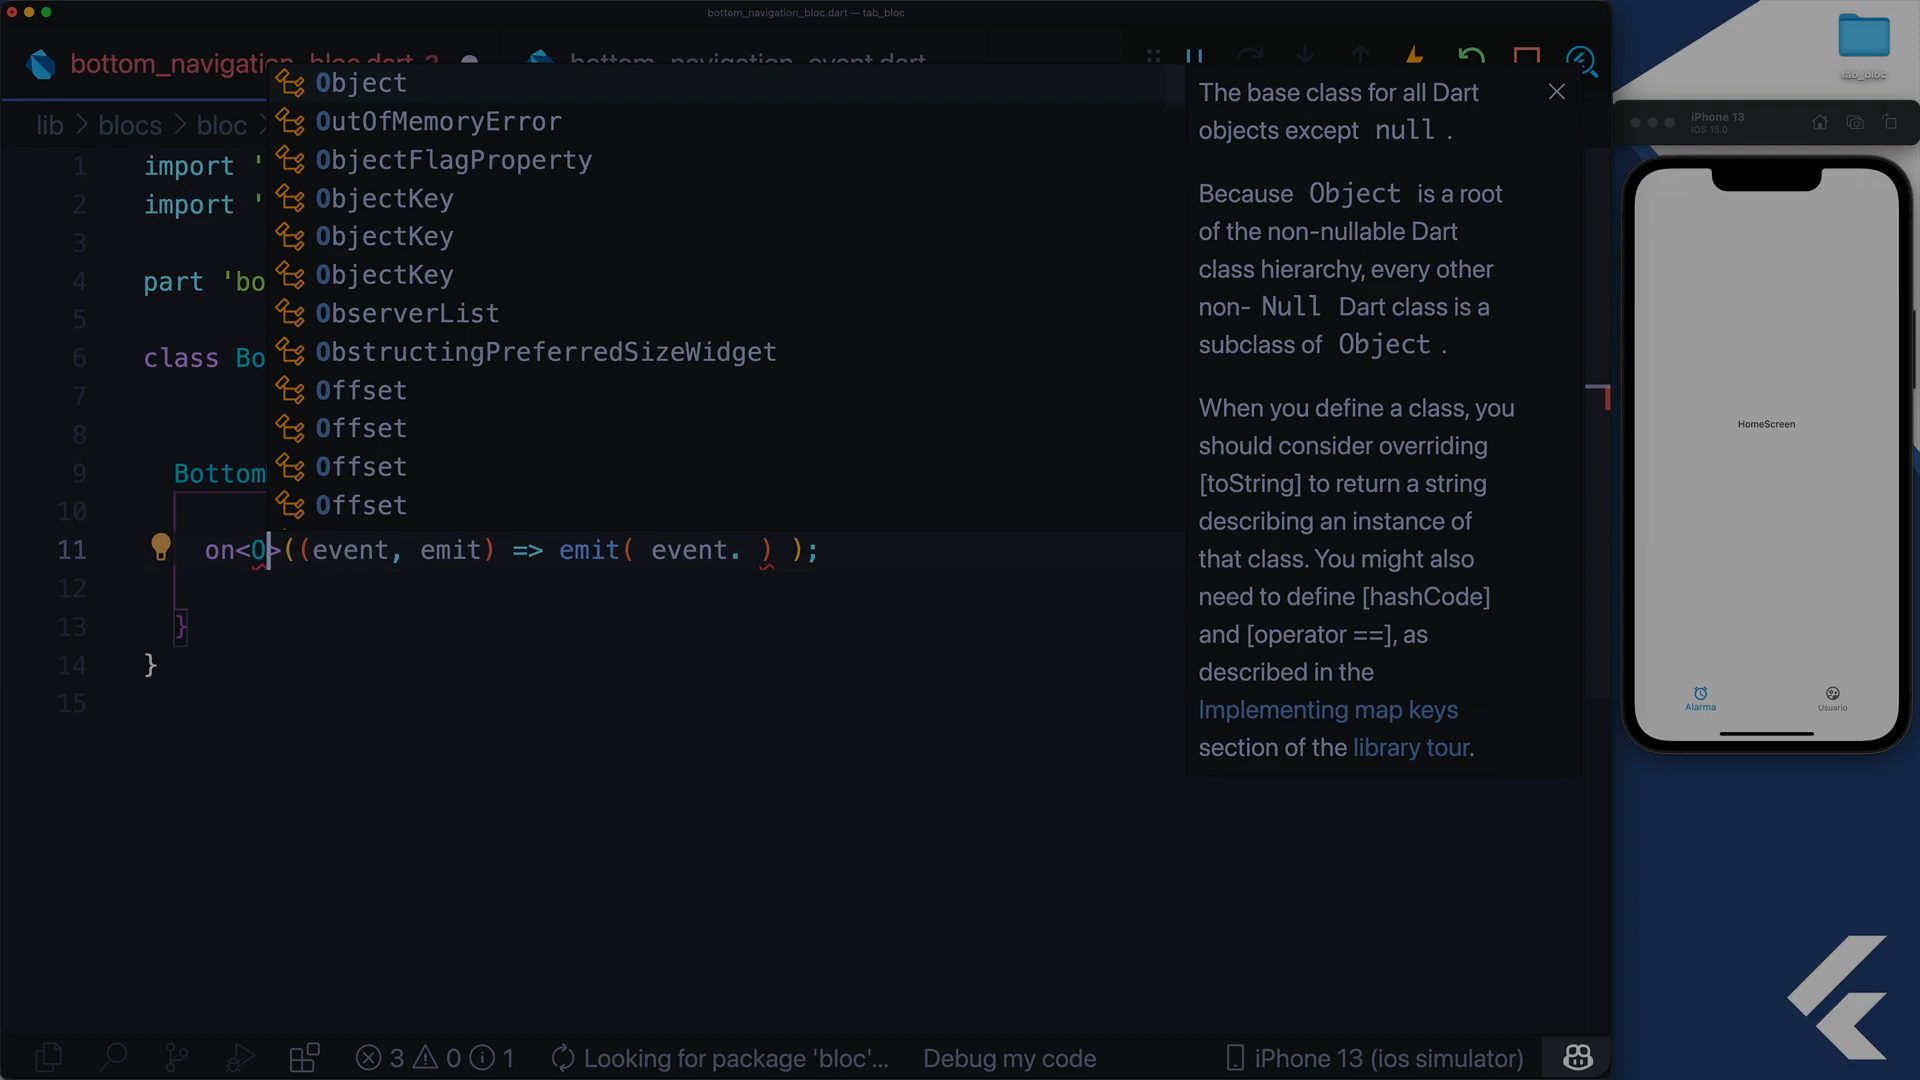 bottom_navigation_bloc.dart — tab_bloc
bottom_navigation_bloc.dart 3
bottom_navigation_event.dart
lib > blocs > bloc >
1 import '
2 import '
3
4 part 'bo
5
6 class Bo
7
8
9 Bottom
10
11 on<O>((event, emit) => emit( event. ) );
12
13 }
14 }
15
Object
OutOfMemoryError
ObjectFlagProperty
ObjectKey
ObjectKey
ObjectKey
ObserverList
ObstructingPreferredSizeWidget
Offset
Offset
Offset
Offset
The base class for all Dart
objects except null .
Because Object is a root
of the non-nullable Dart
class hierarchy, every other
non- Null Dart class is a
subclass of Object .
When you define a class, you
should consider overriding
[toString] to return a string
describing an instance of
that class. You might also
need to define [hashCode]
and [operator ==], as
described in the
Implementing map keys
section of the library tour.
3 0 1 Looking for package 'bloc'... Debug my code iPhone 13 (ios simulator)
tab_bloc
iPhone 13
iOS 15.0
HomeScreen
Alarma
Usuario